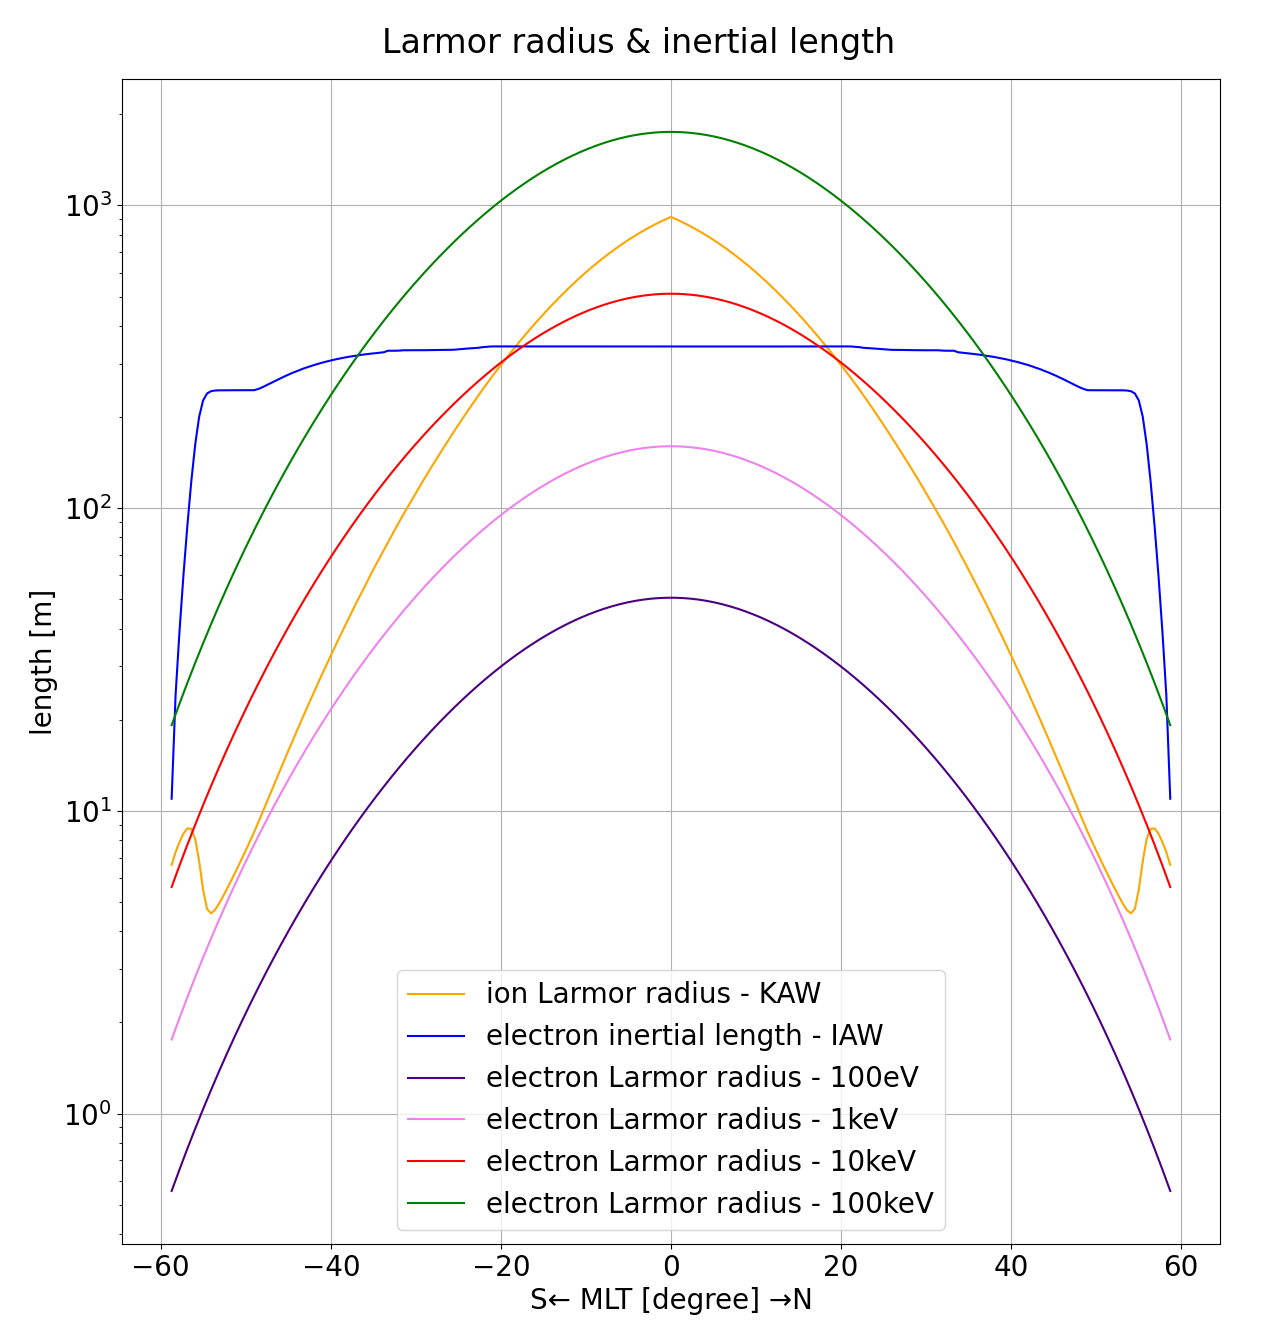 Larmor radius & inertial length
10³
10²
10¹
10⁰
length [m]
−60 −40 −20 0 20 40 60
S← MLT [degree] →N
ion Larmor radius - KAW
electron inertial length - IAW
electron Larmor radius - 100eV
electron Larmor radius - 1keV
electron Larmor radius - 10keV
electron Larmor radius - 100keV